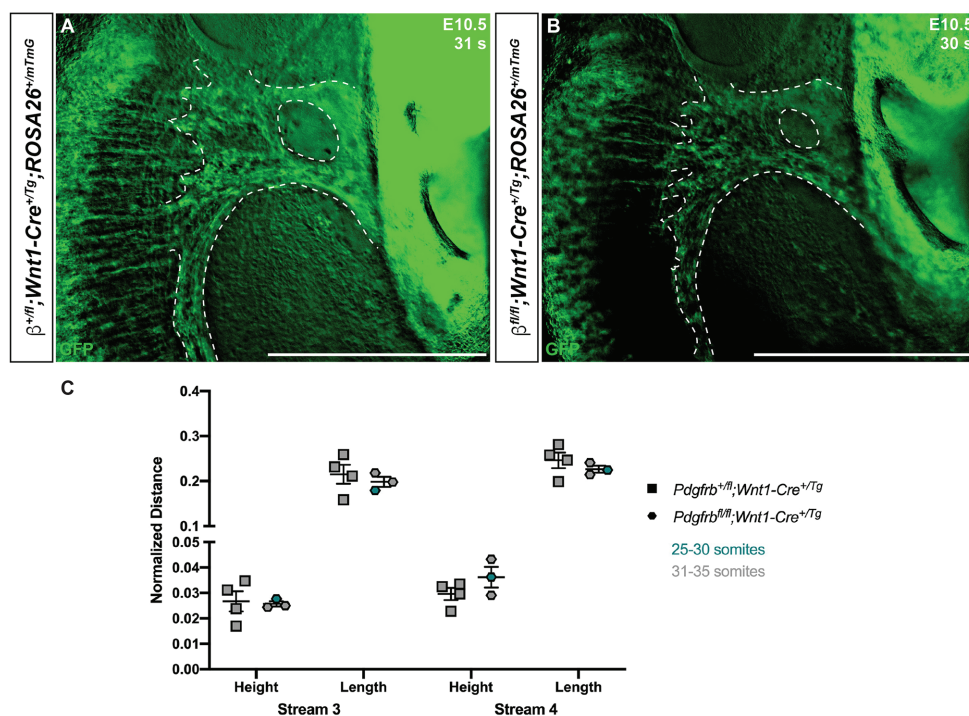 A
E10.5
31 s
β+/fl;Wnt1-Cre+/Tg;ROSA26+/mTmG
GFP
B
E10.5
30 s
βfl/fl;Wnt1-Cre+/Tg;ROSA26+/mTmG
GFP
C
Normalized Distance
0.4
0.3
0.2
0.1
0.05
0.04
0.03
0.02
0.01
0.00
Height
Length
Height
Length
Stream 3
Stream 4
Pdgfrb+/fl;Wnt1-Cre+/Tg
Pdgfrbfl/fl;Wnt1-Cre+/Tg
25-30 somites
31-35 somites